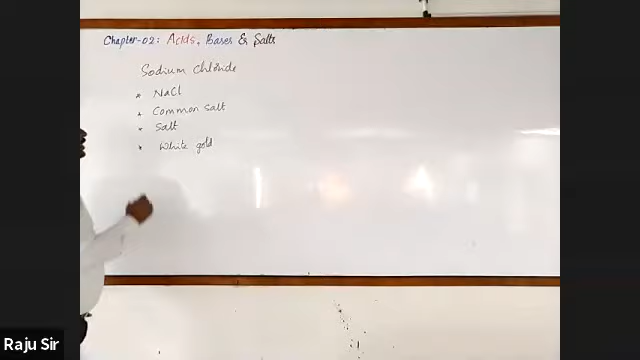 Chapter-02: Acids, Bases & Salts
Sodium Chloride
* NaCl
* Common salt
* Salt
* White gold
Raju Sir